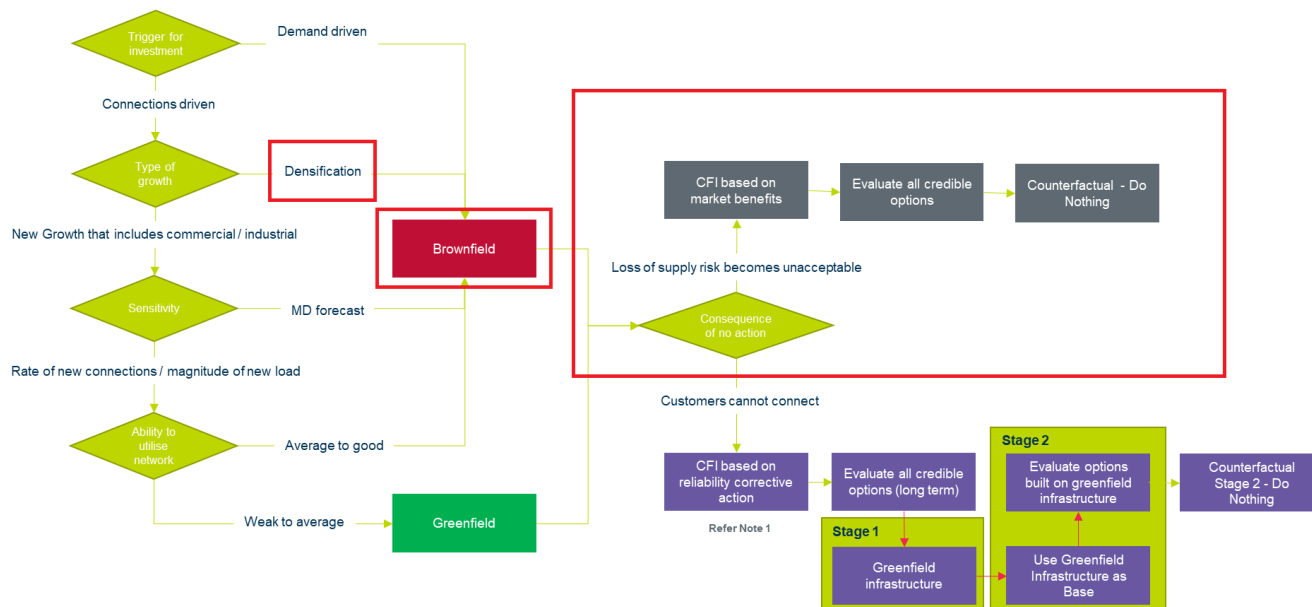 Trigger for
investment
Demand driven
Connections driven
Type of
growth
Densification
New Growth that includes commercial / industrial
Brownfield
Sensitivity
MD forecast
Rate of new connections / magnitude of new load
Ability to
utilise
network
Average to good
Weak to average
Greenfield
CFI based on
market benefits
Evaluate all credible
options
Counterfactual - Do
Nothing
Loss of supply risk becomes unacceptable
Consequence
of no action
Customers cannot connect
CFI based on
reliability corrective
action
Refer Note 1
Evaluate all credible
options (long term)
Stage 1
Greenfield
infrastructure
Stage 2
Evaluate options
built on greenfield
infrastructure
Use Greenfield
Infrastructure as
Base
Counterfactual
Stage 2 - Do
Nothing